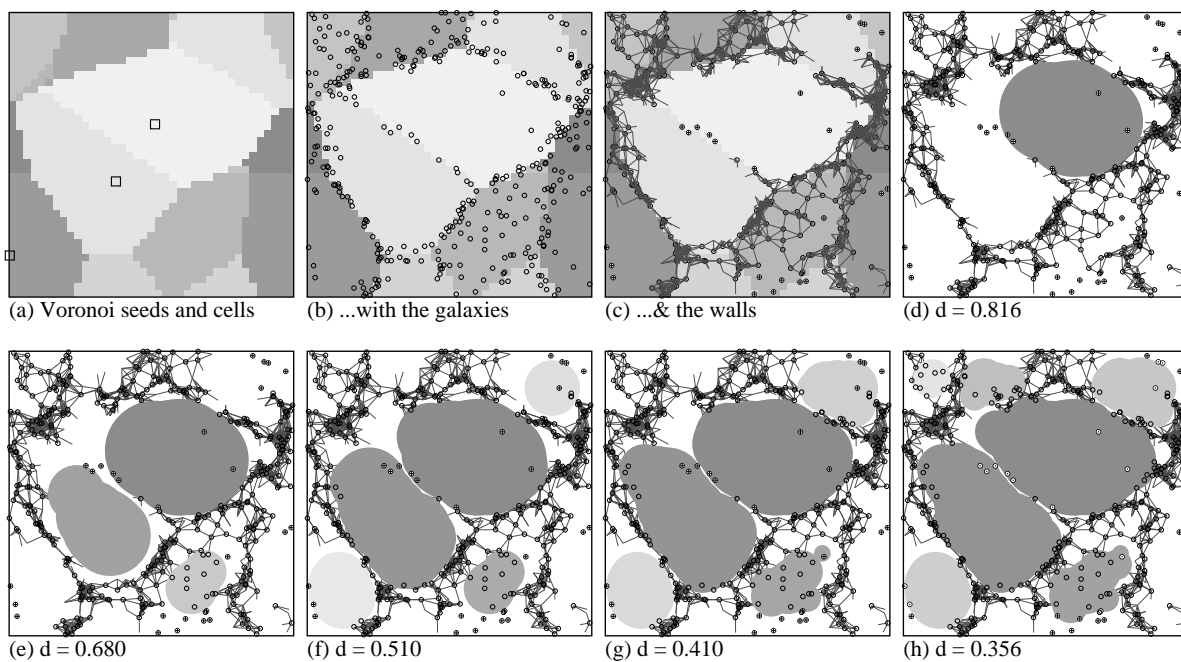 (a) Voronoi seeds and cells
(b) ...with the galaxies
(c) ...& the walls
(d) d = 0.816
(e) d = 0.680
(f) d = 0.510
(g) d = 0.410
(h) d = 0.356